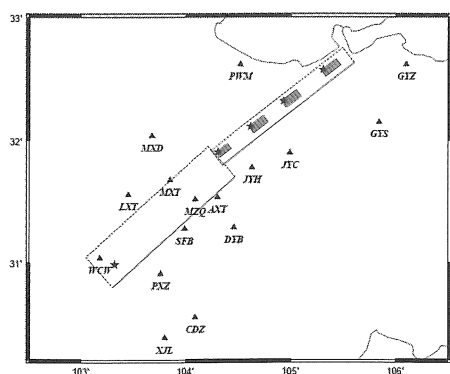 33'
PWM
GYZ
GYS
32'
MXD
JYC
JYH
MXT
LXT
MZQ
AXT
SFB
DYB
31'
WCW
PXZ
CDZ
XJL
103'
104'
105'
106'